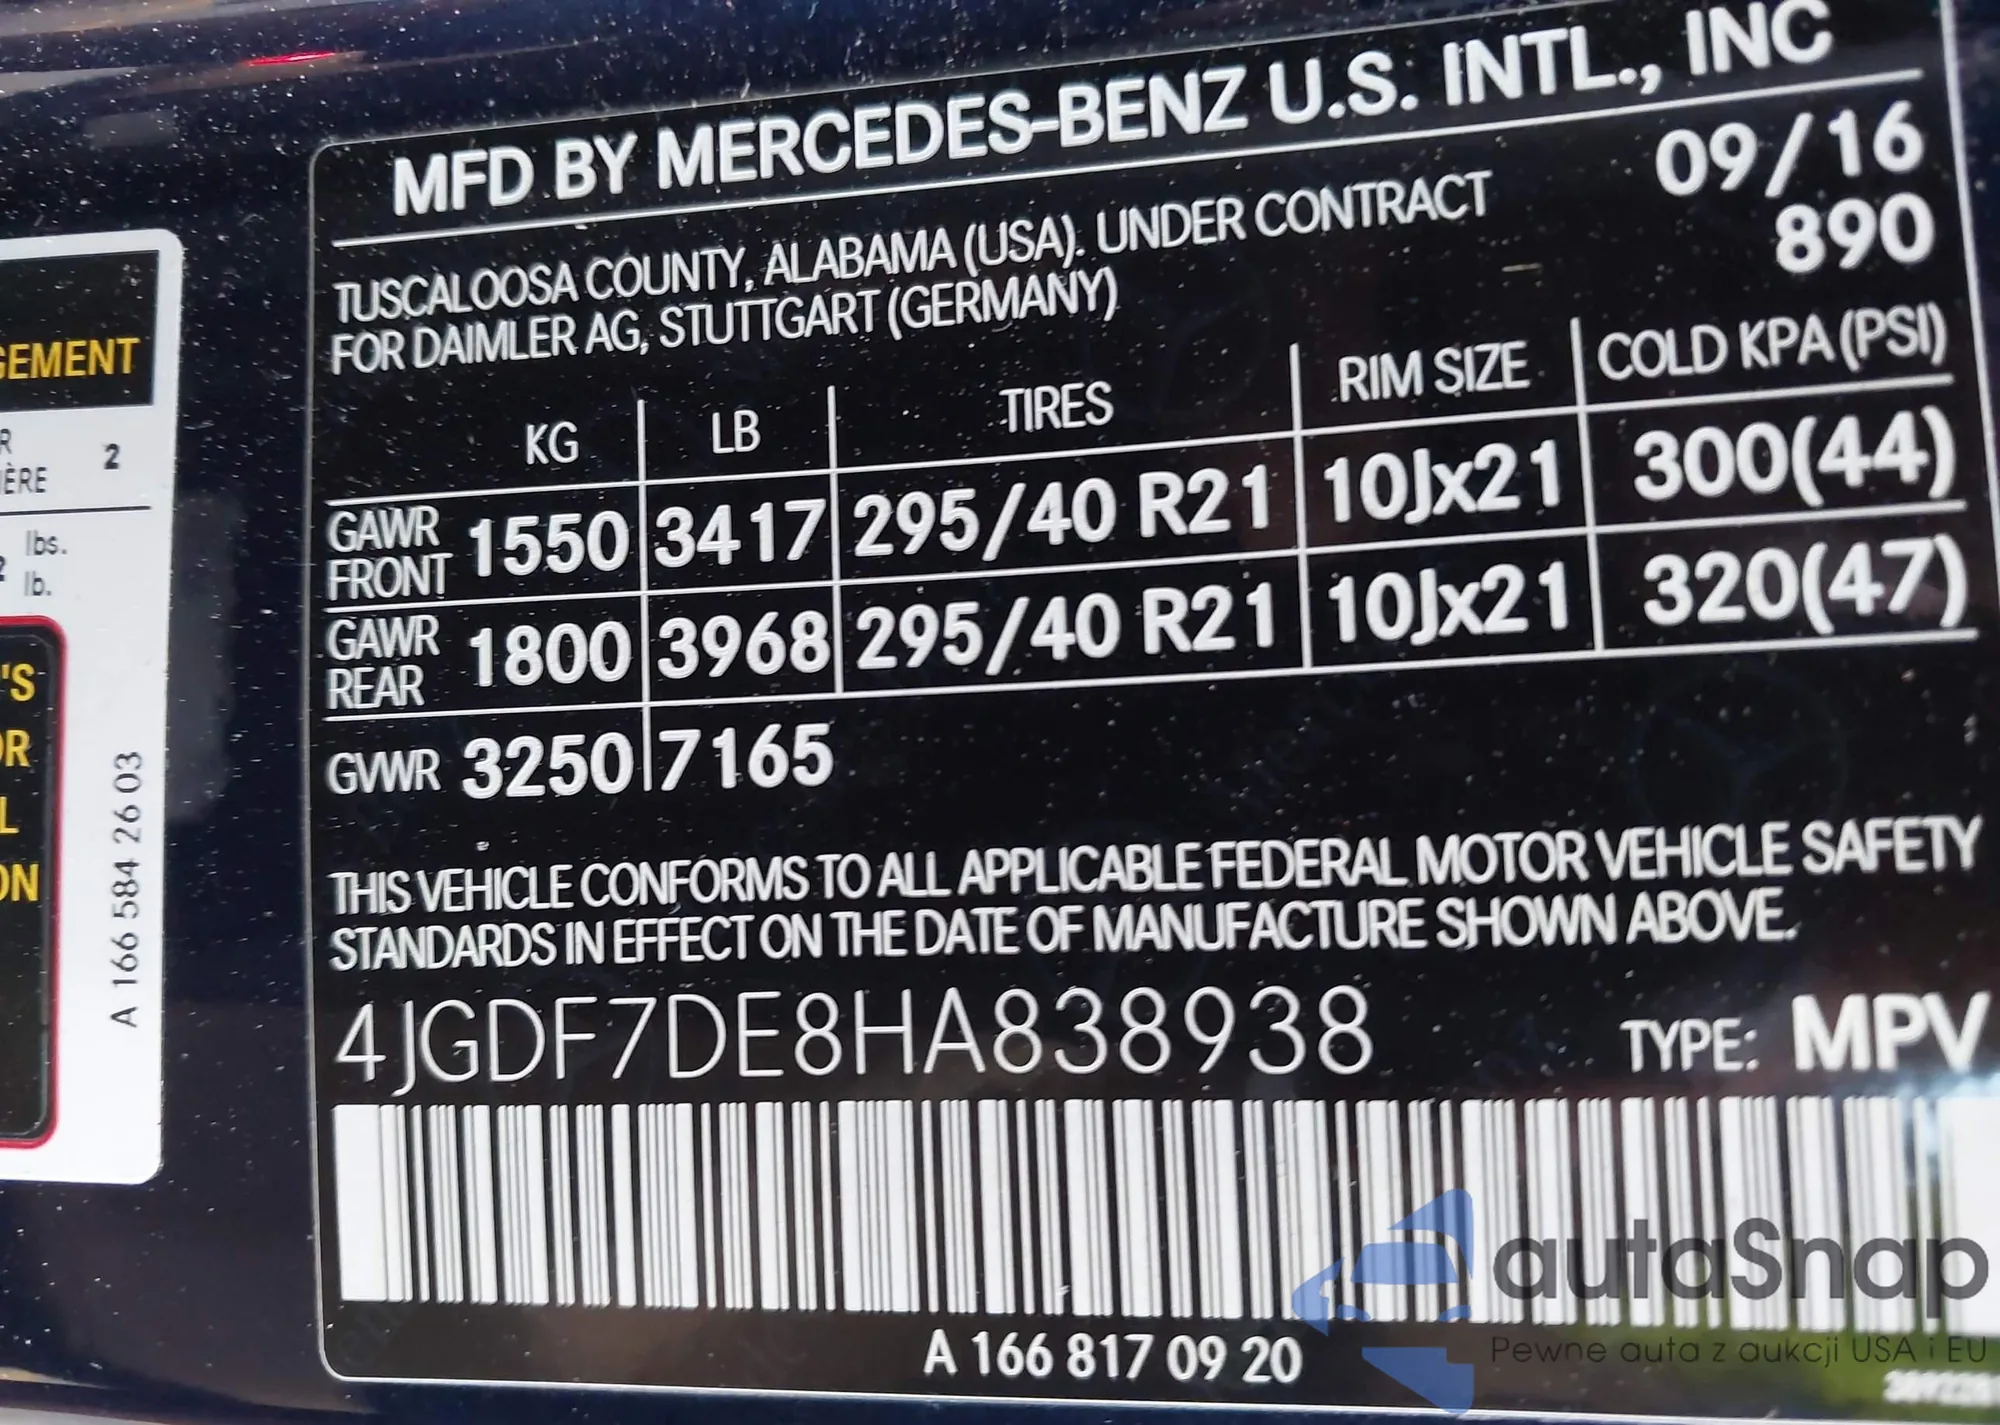 MFD BY MERCEDES-BENZ U.S. INTL., INC
TUSCALOOSA COUNTY, ALABAMA (USA). UNDER CONTRACT
FOR DAIMLER AG, STUTTGART (GERMANY)
09/16
890
KG LB TIRES RIM SIZE COLD KPA (PSI)
GAWR FRONT 1550 3417 295/40 R21 10Jx21 300(44)
GAWR REAR 1800 3968 295/40 R21 10Jx21 320(47)
GVWR 3250 7165
THIS VEHICLE CONFORMS TO ALL APPLICABLE FEDERAL MOTOR VEHICLE SAFETY
STANDARDS IN EFFECT ON THE DATE OF MANUFACTURE SHOWN ABOVE.
4JGDF7DE8HA838938 TYPE: MPV
A 166 817 09 20
2
lbs.
lb.
A 166 584 26 03
autaSnap
Pewne auta z aukcji USA i EU